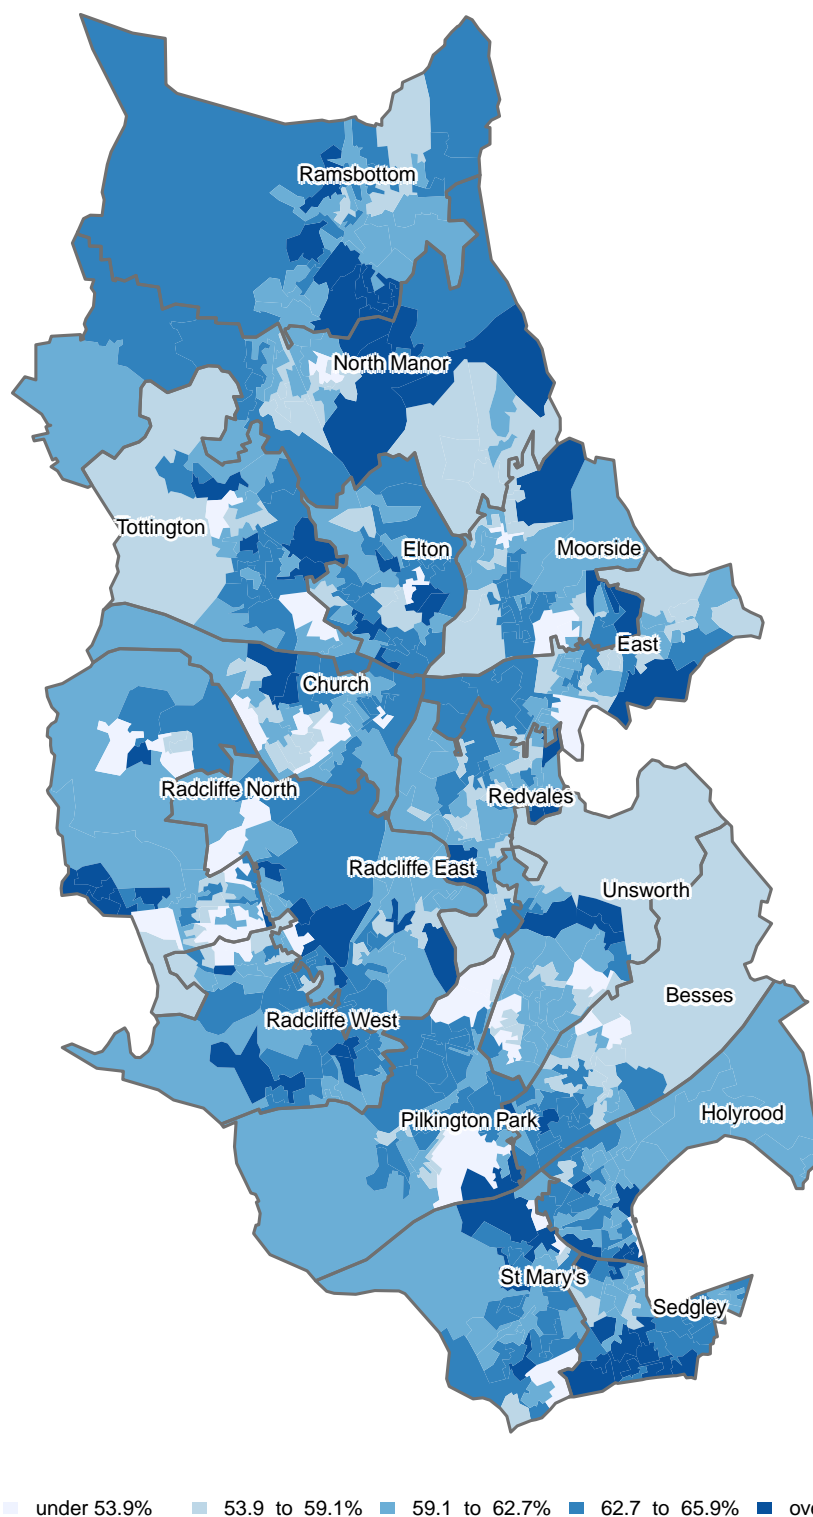 Ramsbottom
North Manor
Tottington
Elton
Moorside
East
Church
Radcliffe North
Redvales
Radcliffe East
Unsworth
Besses
Radcliffe West
Holyrood
Pilkington Park
St Mary's
Sedgley
under 53.9% 53.9 to 59.1% 59.1 to 62.7% 62.7 to 65.9%